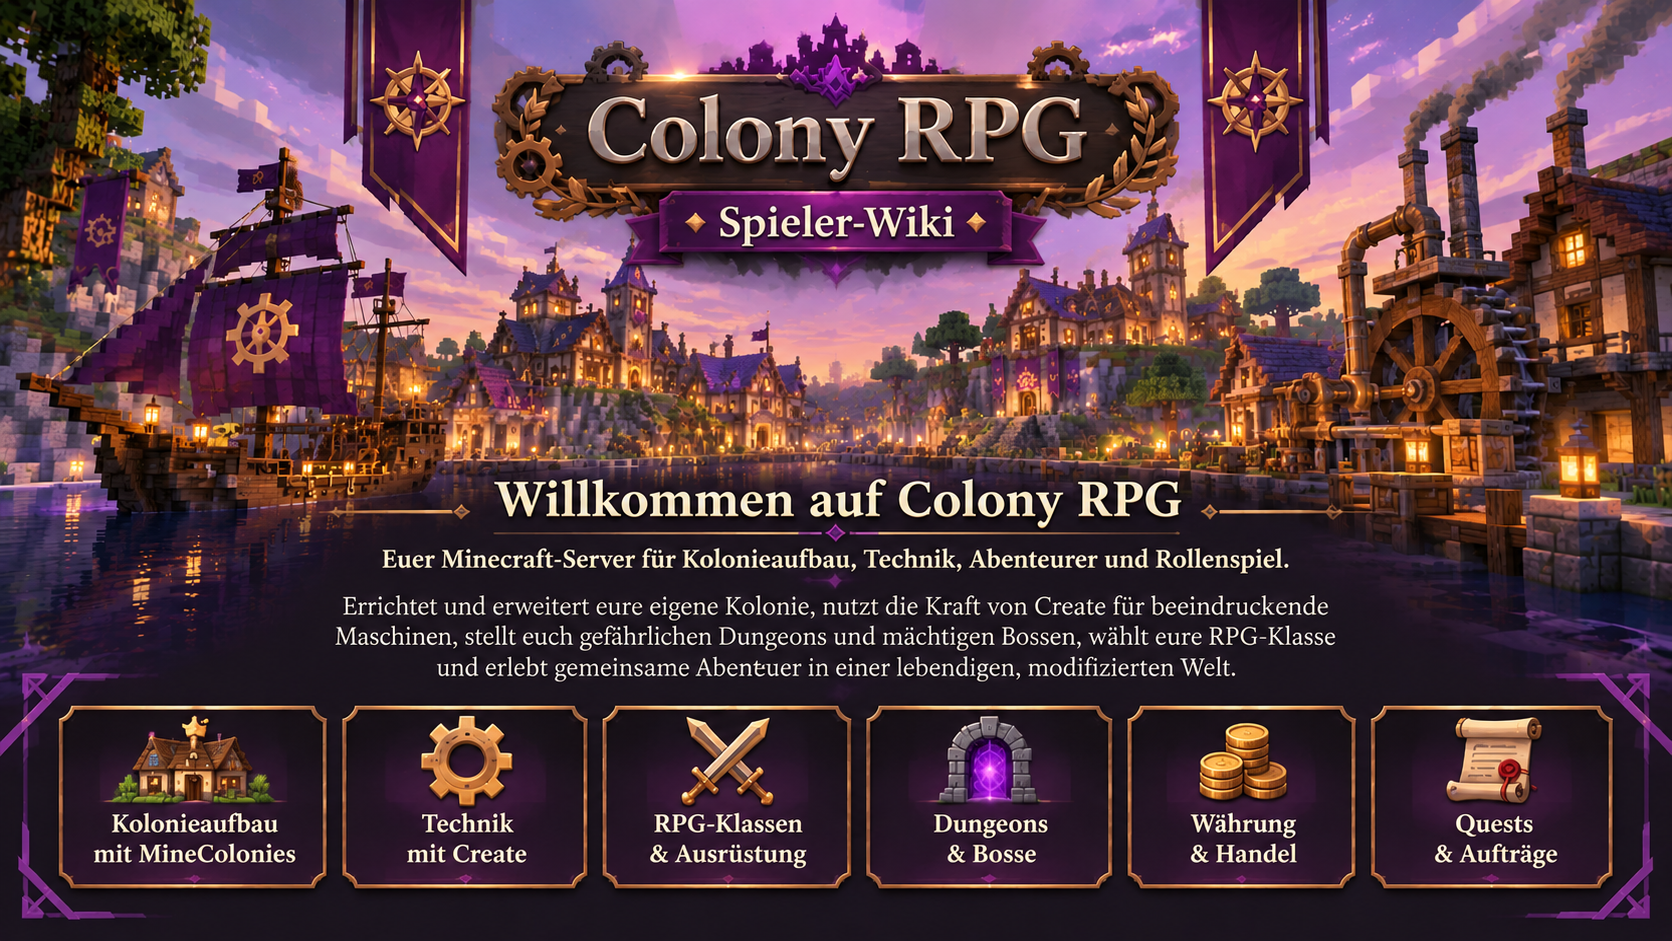 Colony RPG
Spieler-Wiki
Willkommen auf Colony RPG
Euer Minecraft-Server für Kolonieaufbau, Technik, Abenteurer und Rollenspiel.
Errichtet und erweitert eure eigene Kolonie, nutzt die Kraft von Create für beeindruckende
Maschinen, stellt euch gefährlichen Dungeons und mächtigen Bossen, wählt eure RPG-Klasse
und erlebt gemeinsame Abenteuer in einer lebendigen, modifizierten Welt.
Kolonieaufbau
mit MineColonies
Technik
mit Create
RPG-Klassen
& Ausrüstung
Dungeons
& Bosse
Währung
& Handel
Quests
& Aufträge